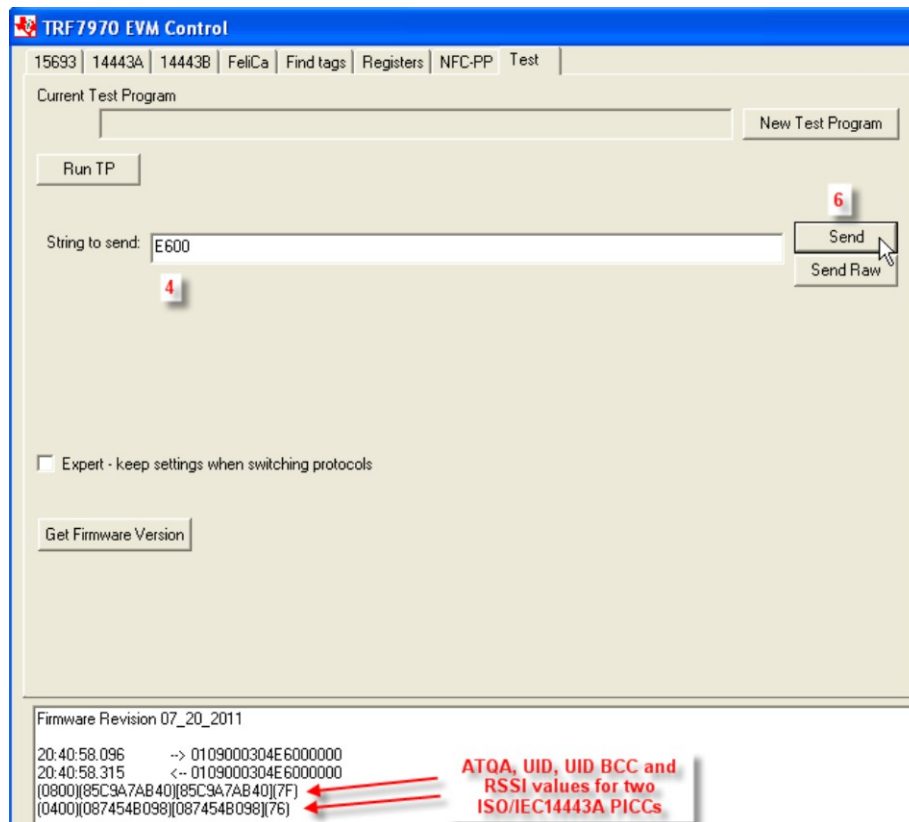 TRF7970 EVM Control
15693 14443A 14443B FeliCa Find tags Registers NFC-PP Test
Current Test Program
New Test Program
Run TP
6
String to send: E600
Send
4
Send Raw
Expert - keep settings when switching protocols
Get Firmware Version
Firmware Revision 07_20_2011
20:40:58.096 --> 0109000304E6000000
20:40:58.315 <-- 0109000304E6000000
(0800)(85C9A7AB40)[85C9A7AB40](7F)
(0400)(087454B098)[087454B098](76)
ATQA, UID, UID BCC and
RSSI values for two
ISO/IEC14443A PICCs